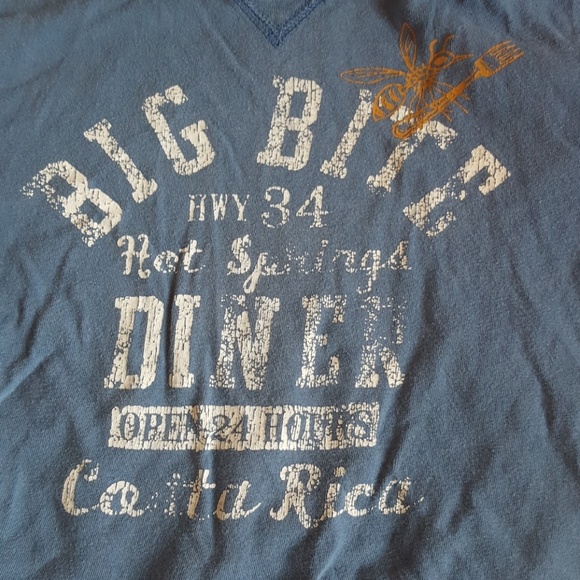 BIG BITE
HWY 34
Hot Springs
DINER
OPEN 24 HOURS
Costa Rica